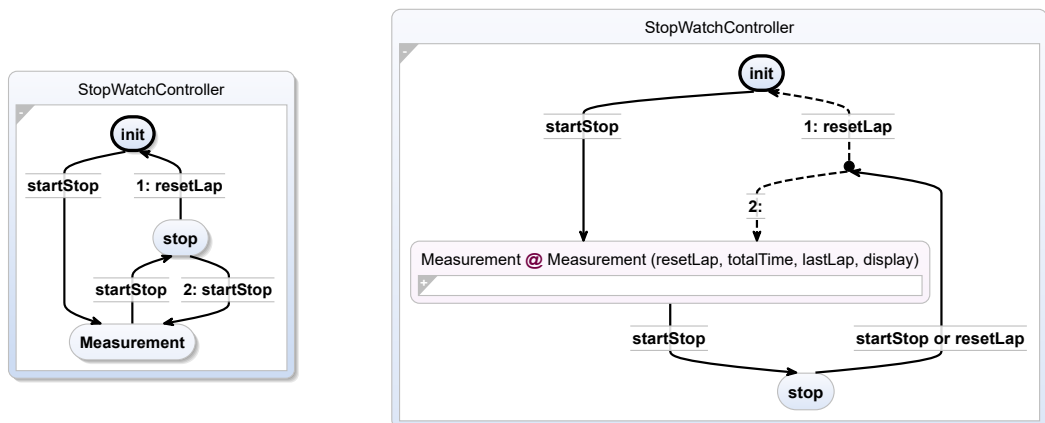 StopWatchController
-
init
startStop
1: resetLap
stop
startStop
2: startStop
Measurement
StopWatchController
-
init
startStop
1: resetLap
2:
Measurement @ Measurement (resetLap, totalTime, lastLap, display)
+
startStop
startStop or resetLap
stop